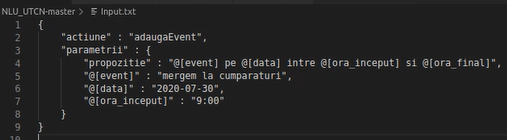 NLU_UTCN-master > Input.txt
1 {
2 "actiune" : "adaugaEvent",
3 "parametrii" : {
4 "propozitie" : "@[event] pe @[data] intre @[ora_inceput] si @[ora_final]",
5 "@[event]" : "mergem la cumparaturi",
6 "@[data]" : "2020-07-30",
7 "@[ora_inceput]" : "9:00"
8 }
9 }
10